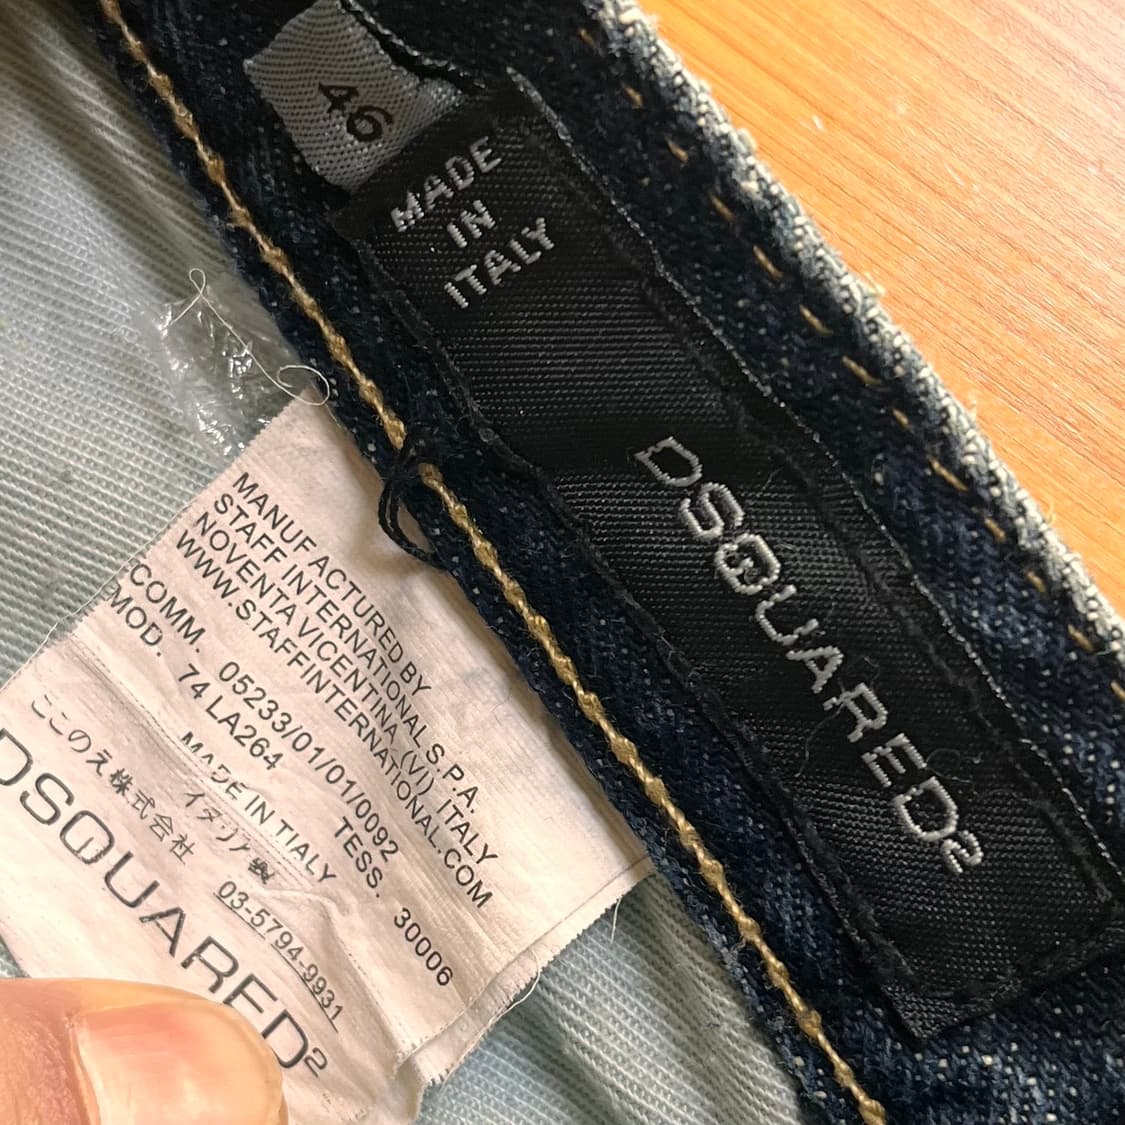 46
MADE
IN
ITALY
DSQUARED2
MANUFACTURED BY
STAFF INTERNATIONAL S.P.A.
NOVENTA VICENTINA (VI) ITALY
WWW.STAFFINTERNATIONAL.COM
COMM. 05233/01/01/0092
MOD. 74 LA264 TESS. 30006
MADE IN TIALY
イタリア製
ここのえ株式会社 03-5794-9931
DSQUARED2